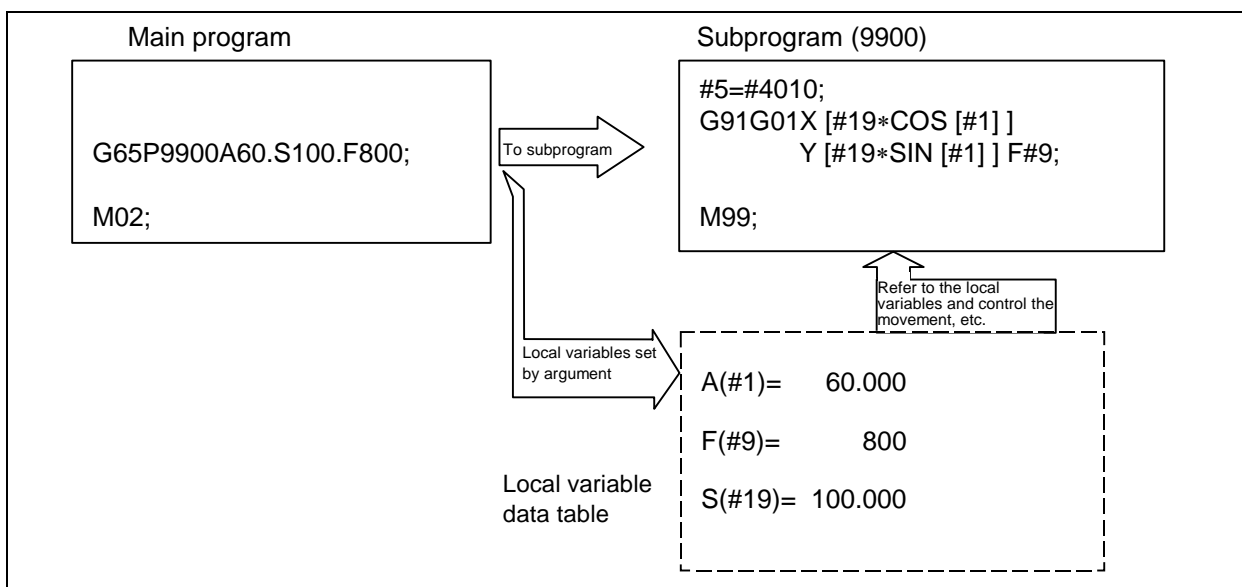 Main program
G65P9900A60.S100.F800;
M02;
To subprogram
Subprogram (9900)
#5=#4010;
G91G01X [#19∗COS [#1] ]
Y [#19∗SIN [#1] ] F#9;
M99;
Refer to the local
variables and control the
movement, etc.
Local variables set
by argument
Local variable
data table
A(#1)= 60.000
F(#9)= 800
S(#19)= 100.000